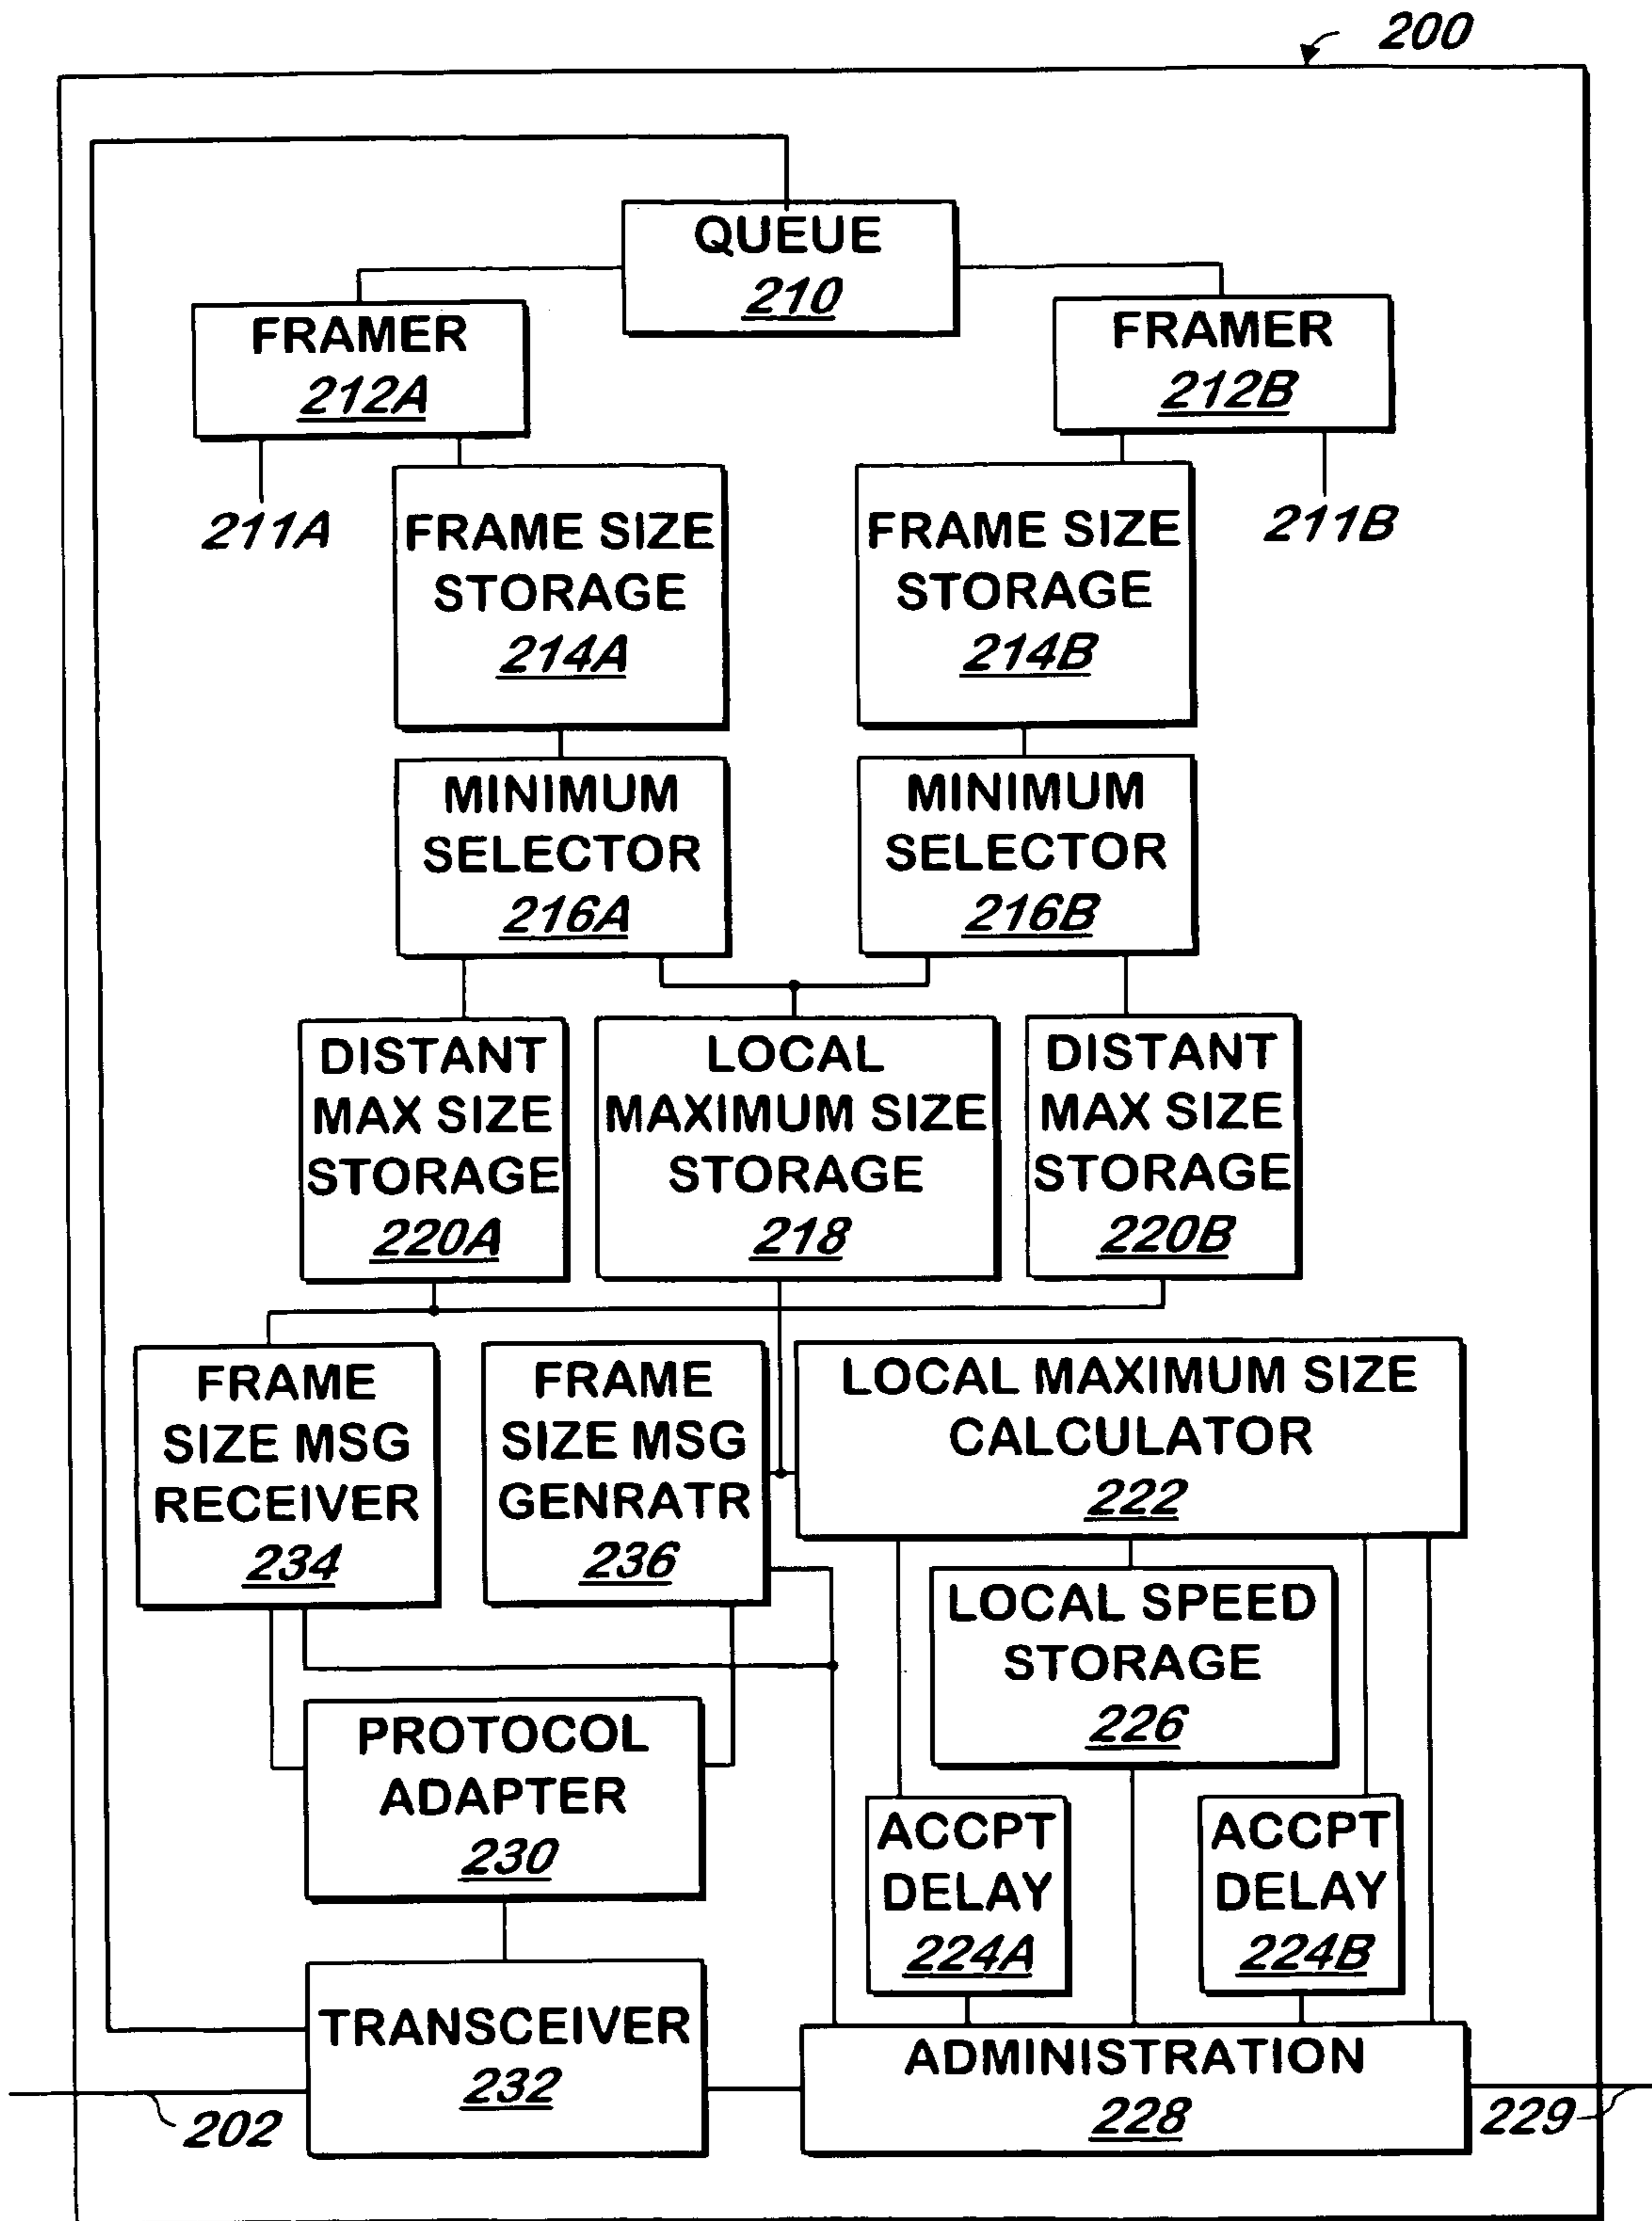 200
QUEUE
210
FRAMER
212A
FRAMER
212B
211A
211B
FRAME SIZE
STORAGE
214A
FRAME SIZE
STORAGE
214B
MINIMUM
SELECTOR
216A
MINIMUM
SELECTOR
216B
DISTANT
MAX SIZE
STORAGE
220A
LOCAL
MAXIMUM SIZE
STORAGE
218
DISTANT
MAX SIZE
STORAGE
220B
FRAME
SIZE MSG
RECEIVER
234
FRAME
SIZE MSG
GENRATR
236
LOCAL MAXIMUM SIZE
CALCULATOR
222
LOCAL SPEED
STORAGE
226
PROTOCOL
ADAPTER
230
ACCPT
DELAY
224A
ACCPT
DELAY
224B
TRANSCEIVER
232
ADMINISTRATION
228
202
229